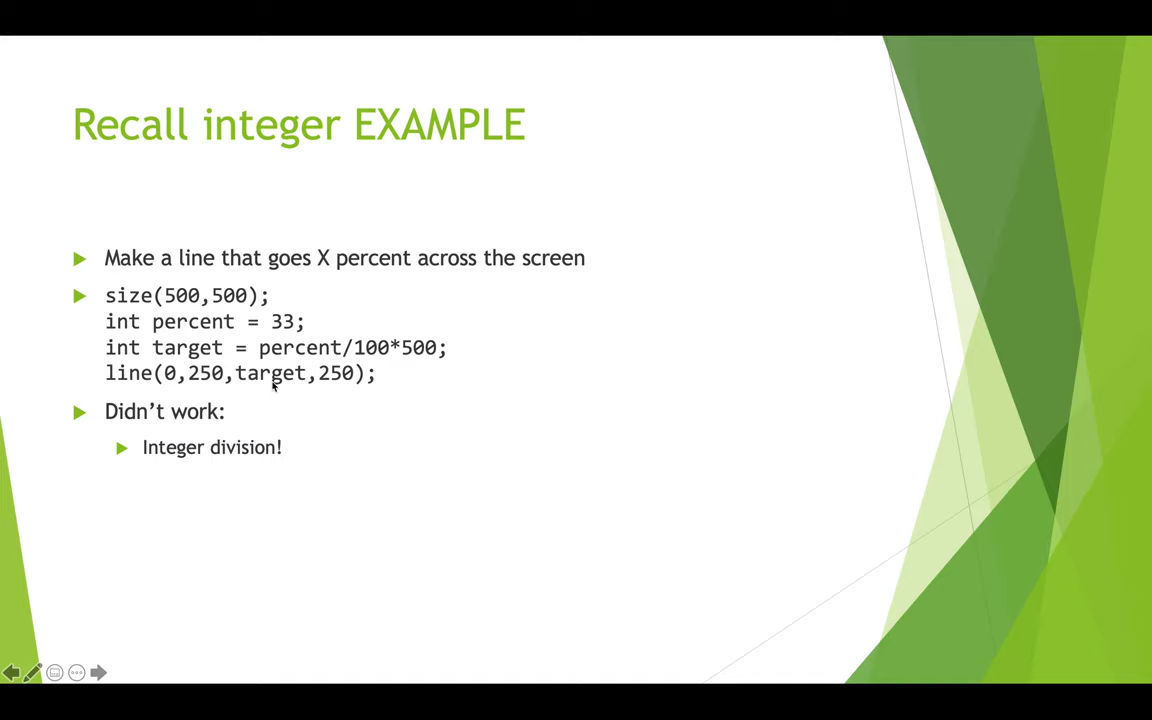 Recall integer EXAMPLE
Make a line that goes X percent across the screen
size(500,500);
int percent = 33;
int target = percent/100*500;
line(0,250,target,250);
Didn’t work:
Integer division!